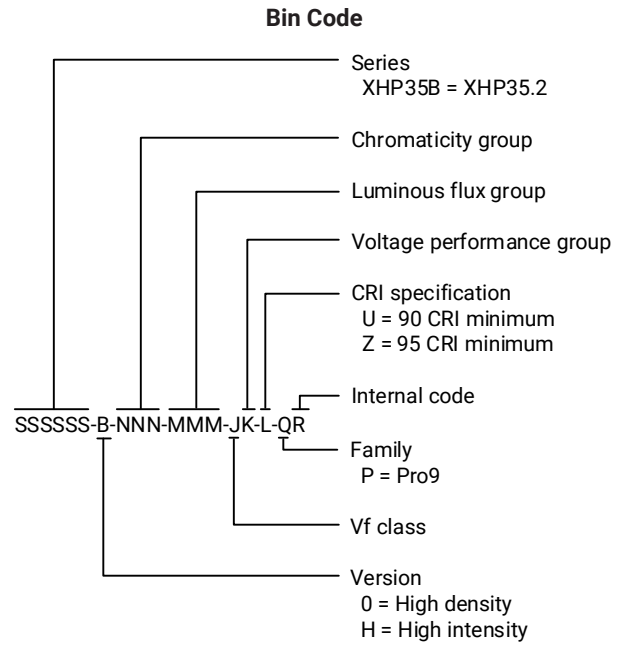 Bin Code
Series
XHP35B = XHP35.2
Chromaticity group
Luminous flux group
Voltage performance group
CRI specification
U = 90 CRI minimum
Z = 95 CRI minimum
Internal code
SSSSSS-B-NNN-MMM-JK-L-QR
Family
P = Pro9
Vf class
Version
0 = High density
H = High intensity